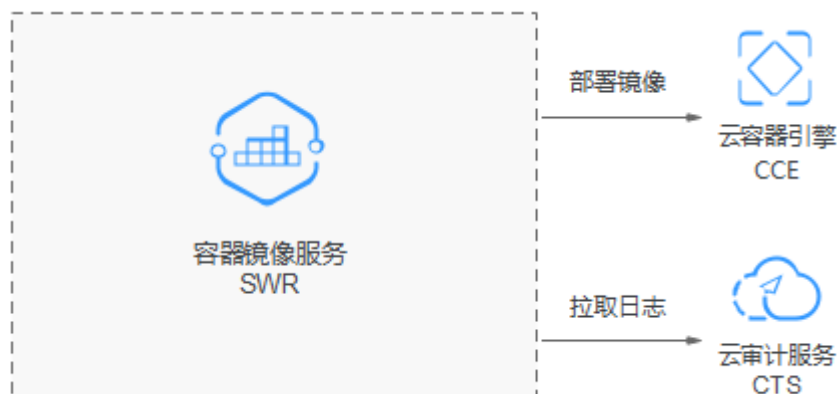 部署镜像
云容器引擎
CCE
容器镜像服务
SWR
拉取日志
云审计服务
CTS